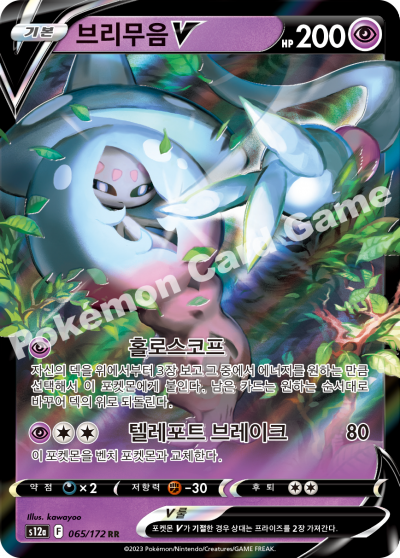 기본 브리무음V HP200
Pokémon Card Game
홀로스코프
자신의 덱을 위에서부터 3장 보고 그 중에서 에너지를 원하는 만큼
선택해서 이 포켓몬에게 붙인다. 남은 카드는 원하는 순서대로
바꾸어 덱의 위로 되돌린다.
텔레포트 브레이크 80
이 포켓몬을 벤치 포켓몬과 교체한다.
약점 ×2 저항력 -30 후퇴
Illus. kawayoo
V룰
s12a F 065/172 RR
포켓몬V가 기절한 경우 상대는 프라이즈를 2장 가져간다.
©2023 Pokémon/Nintendo/Creatures/GAME FREAK.